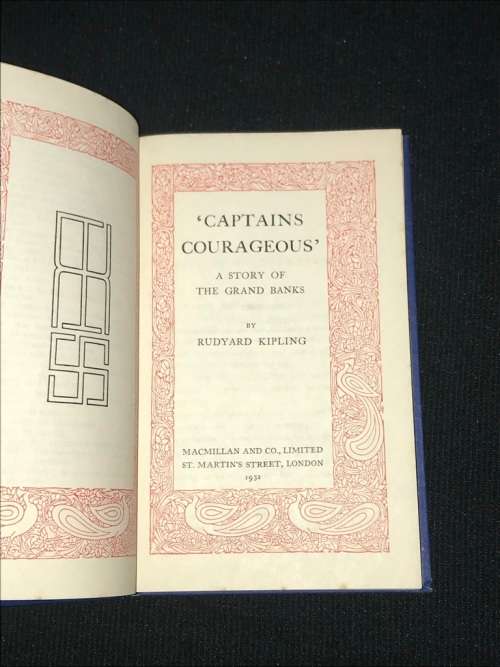 ‘CAPTAINS
COURAGEOUS’
A STORY OF
THE GRAND BANKS
BY
RUDYARD KIPLING
MACMILLAN AND CO., LIMITED
ST. MARTIN'S STREET, LONDON
1932